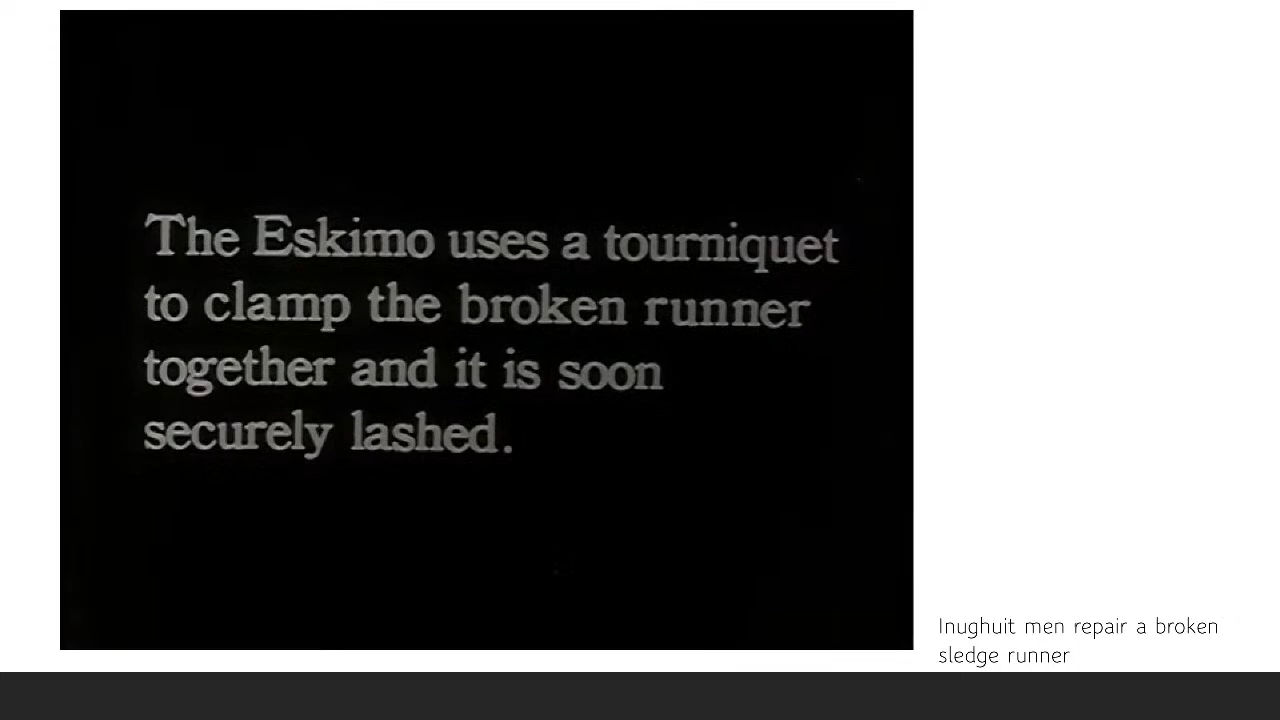 The Eskimo uses a tourniquet
to clamp the broken runner
together and it is soon
securely lashed.
Inughuit men repair a broken
sledge runner